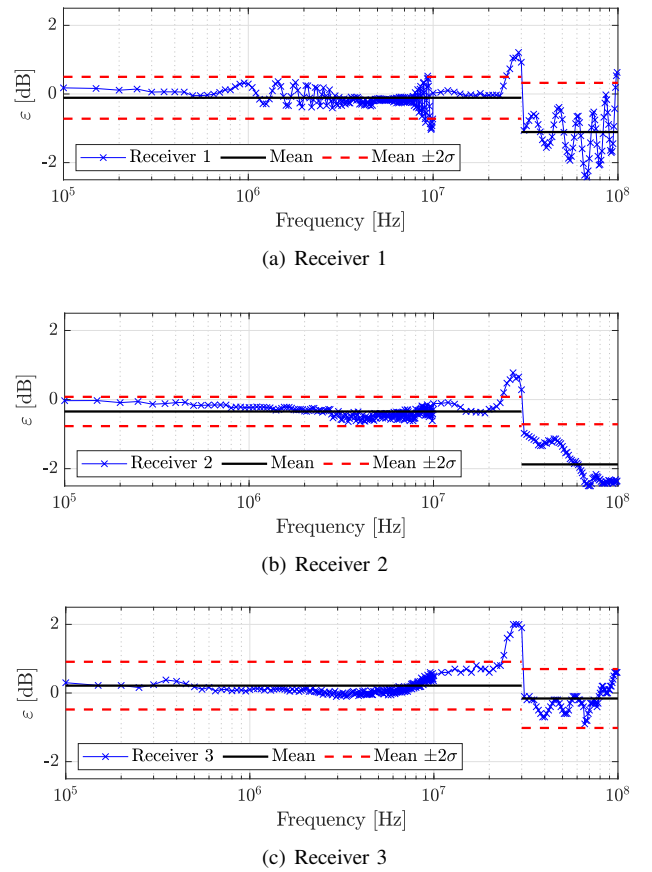 2
0
-2
ε [dB]
Receiver 1 Mean Mean ±2σ
10^5 10^6 10^7 10^8
Frequency [Hz]
(a) Receiver 1
2
0
-2
ε [dB]
Receiver 2 Mean Mean ±2σ
10^5 10^6 10^7 10^8
Frequency [Hz]
(b) Receiver 2
2
0
-2
ε [dB]
Receiver 3 Mean Mean ±2σ
10^5 10^6 10^7 10^8
Frequency [Hz]
(c) Receiver 3